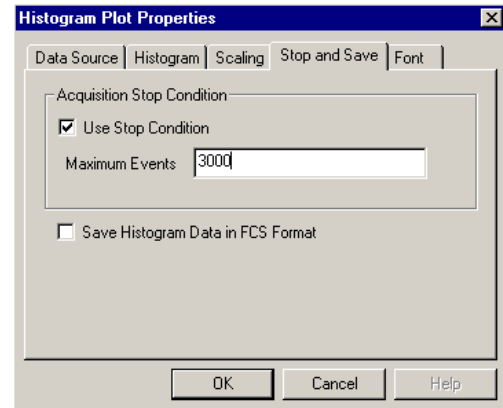 Histogram Plot Properties
Data Source Histogram Scaling Stop and Save Font
Acquisition Stop Condition
Use Stop Condition
Maximum Events 3000
Save Histogram Data in FCS Format
OK Cancel Help